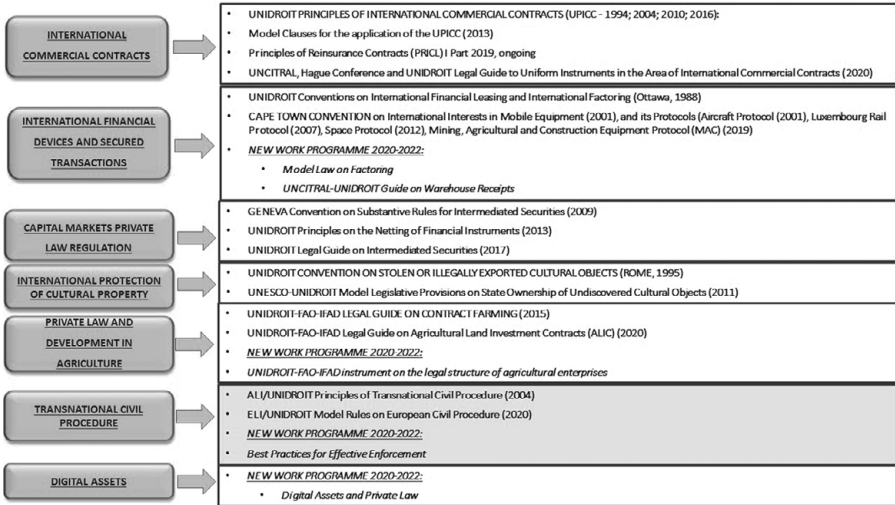 INTERNATIONAL
COMMERCIAL CONTRACTS
• UNIDROIT PRINCIPLES OF INTERNATIONAL COMMERCIAL CONTRACTS (UPICC - 1994; 2004; 2010; 2016):
• Model Clauses for the application of the UPICC (2013)
• Principles of Reinsurance Contracts (PRICL) I Part 2019, ongoing
• UNCITRAL, Hague Conference and UNIDROIT Legal Guide to Uniform Instruments in the Area of International Commercial Contracts (2020)
INTERNATIONAL FINANCIAL
DEVICES AND SECURED
TRANSACTIONS
• UNIDROIT Conventions on International Financial Leasing and International Factoring (Ottawa, 1988)
• CAPE TOWN CONVENTION on International Interests in Mobile Equipment (2001), and its Protocols (Aircraft Protocol (2001), Luxembourg Rail
Protocol (2007), Space Protocol (2012), Mining, Agricultural and Construction Equipment Protocol (MAC) (2019)
• NEW WORK PROGRAMME 2020-2022:
• Model Law on Factoring
• UNCITRAL-UNIDROIT Guide on Warehouse Receipts
CAPITAL MARKETS PRIVATE
LAW REGULATION
• GENEVA Convention on Substantive Rules for Intermediated Securities (2009)
• UNIDROIT Principles on the Netting of Financial Instruments (2013)
• UNIDROIT Legal Guide on Intermediated Securities (2017)
INTERNATIONAL PROTECTION
OF CULTURAL PROPERTY
• UNIDROIT CONVENTION ON STOLEN OR ILLEGALLY EXPORTED CULTURAL OBJECTS (ROME, 1995)
• UNESCO-UNIDROIT Model Legislative Provisions on State Ownership of Undiscovered Cultural Objects (2011)
PRIVATE LAW AND
DEVELOPMENT IN
AGRICULTURE
• UNIDROIT-FAO-IFAD LEGAL GUIDE ON CONTRACT FARMING (2015)
• UNIDROIT-FAO-IFAD Legal Guide on Agricultural Land Investment Contracts (ALIC) (2020)
• NEW WORK PROGRAMME 2020-2022:
• UNIDROIT-FAO-IFAD instrument on the legal structure of agricultural enterprises
TRANSNATIONAL CIVIL
PROCEDURE
• ALI/UNIDROIT Principles of Transnational Civil Procedure (2004)
• ELI/UNIDROIT Model Rules on European Civil Procedure (2020)
• NEW WORK PROGRAMME 2020-2022:
• Best Practices for Effective Enforcement
DIGITAL ASSETS
• NEW WORK PROGRAMME 2020-2022:
• Digital Assets and Private Law